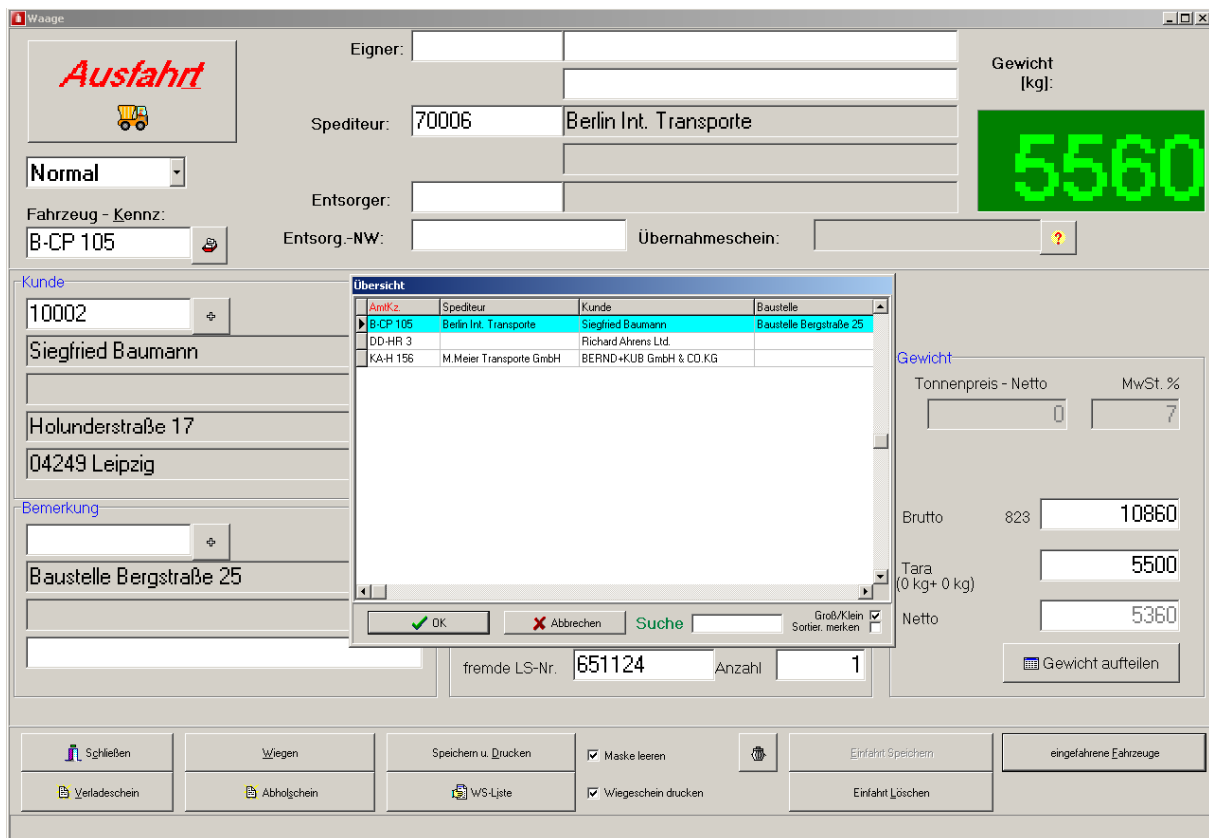 Waage
Ausfahrt
Eigner:
Gewicht
[kg]:
Spediteur: 70006 Berlin Int. Transporte
5560
Normal
Entsorger:
Fahrzeug - Kennz:
B-CP 105
Entsorg.-NW:
Übernahmeschein:
?
Kunde
10002
Siegfried Baumann
Holunderstraße 17
04249 Leipzig
Bemerkung
Baustelle Bergstraße 25
Übersicht
AmtKz. Spediteur Kunde Baustelle
B-CP 105 Berlin Int. Transporte Siegfried Baumann Baustelle Bergstraße 25
DD-HR 3 Richard Ahrens Ltd.
KA-H 156 M.Meier Transporte GmbH BERND+KUB GmbH & CO.KG
OK Abbrechen Suche Groß/Klein
Sortier. merken
fremde LS-Nr. 651124 Anzahl 1
Gewicht
Tonnenpreis - Netto MwSt. %
0 7
Brutto 823 10860
Tara 5500
(0 kg+ 0 kg)
Netto 5360
Gewicht aufteilen
Schließen Wiegen Speichern u. Drucken Maske leeren Einfahrt Speichern eingefahrene Fahrzeuge
Verladeschein Abholschein WS-Liste Wiegeschein drucken Einfahrt Löschen